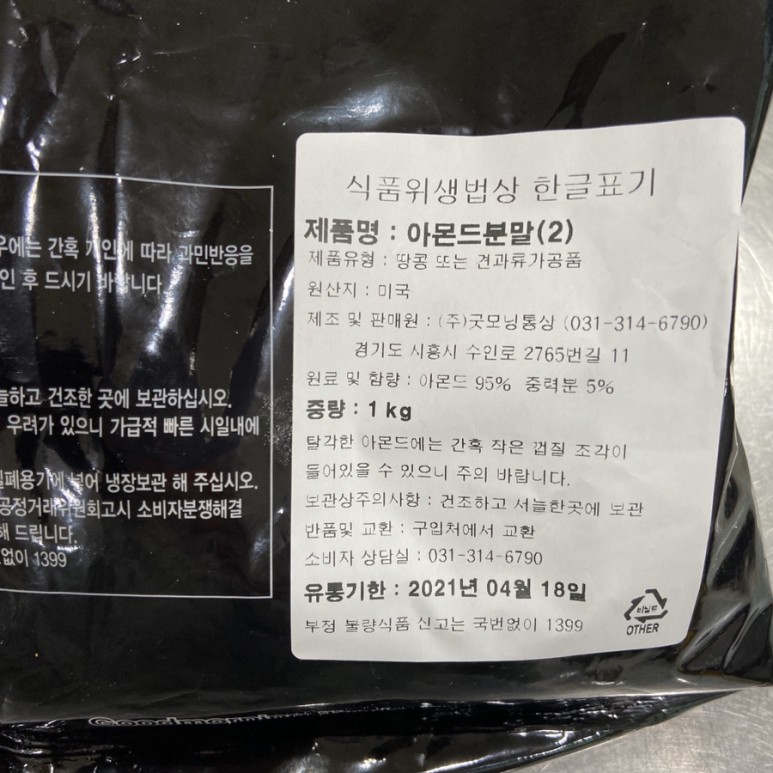 우에는 간혹 개인에 따라 과민반응을
인 후 드시기 바랍니다.
늘하고 건조한 곳에 보관하십시오.
우려가 있으니 가급적 빠른 시일내에
밀폐용기에 넣어 냉장보관 해 주십시오.
공정거래위원회고시 소비자분쟁해결
해 드립니다.
없이 1399
식품위생법상 한글표기
제품명 : 아몬드분말(2)
제품유형 : 땅콩 또는 견과류가공품
원산지 : 미국
제조 및 판매원 : (주)굿모닝통상 (031-314-6790)
경기도 시흥시 수인로 2765번길 11
원료 및 함량 : 아몬드 95% 중력분 5%
중량 : 1 kg
탈각한 아몬드에는 간혹 작은 껍질 조각이
들어있을 수 있으니 주의 바랍니다.
보관상주의사항 : 건조하고 서늘한곳에 보관
반품및 교환 : 구입처에서 교환
소비자 상담실 : 031-314-6790
유통기한 : 2021년 04월 18일
부정 불량식품 신고는 국번없이 1399
비닐류
OTHER